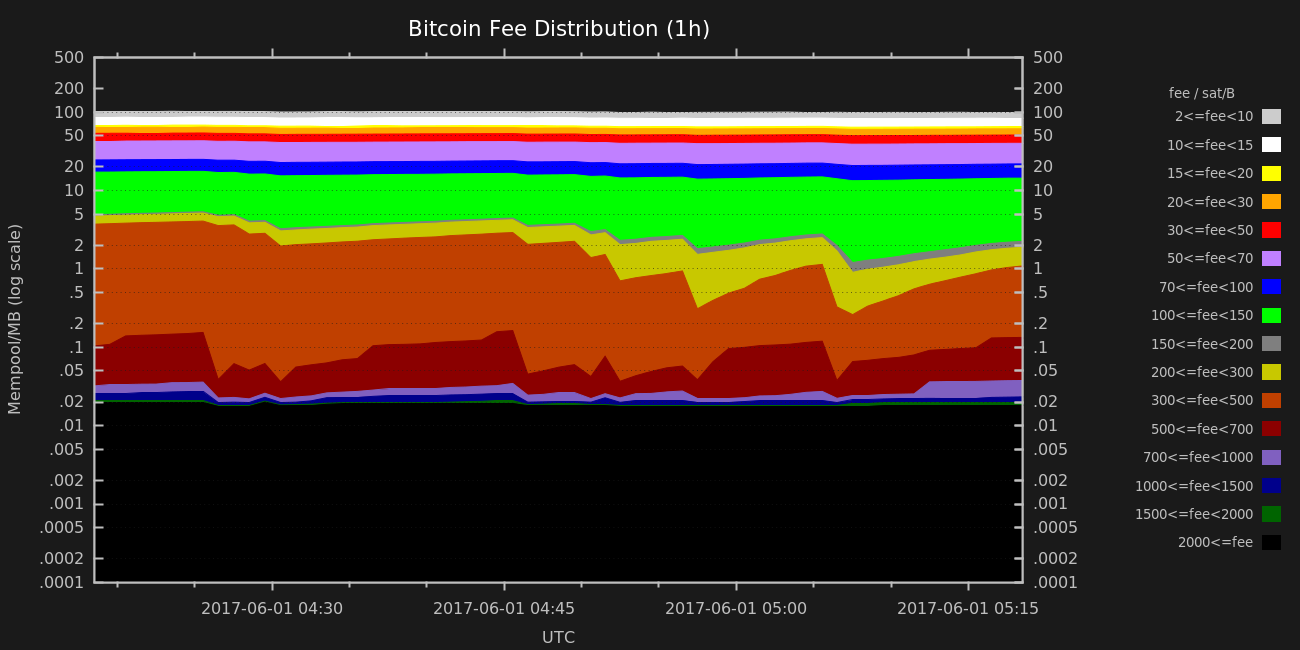 Bitcoin Fee Distribution (1h)
500 500
200 200
100 100
50 50
20 20
10 10
5 5
2 2
1 1
.5 .5
.2 .2
.1 .1
.05 .05
.02 .02
.01 .01
.005 .005
.002 .002
.001 .001
.0005 .0005
.0002 .0002
.0001 .0001
Mempool/MB (log scale)
2017-06-01 04:30 2017-06-01 04:45 2017-06-01 05:00 2017-06-01 05:15
UTC
fee / sat/B
2<=fee<10
10<=fee<15
15<=fee<20
20<=fee<30
30<=fee<50
50<=fee<70
70<=fee<100
100<=fee<150
150<=fee<200
200<=fee<300
300<=fee<500
500<=fee<700
700<=fee<1000
1000<=fee<1500
1500<=fee<2000
2000<=fee